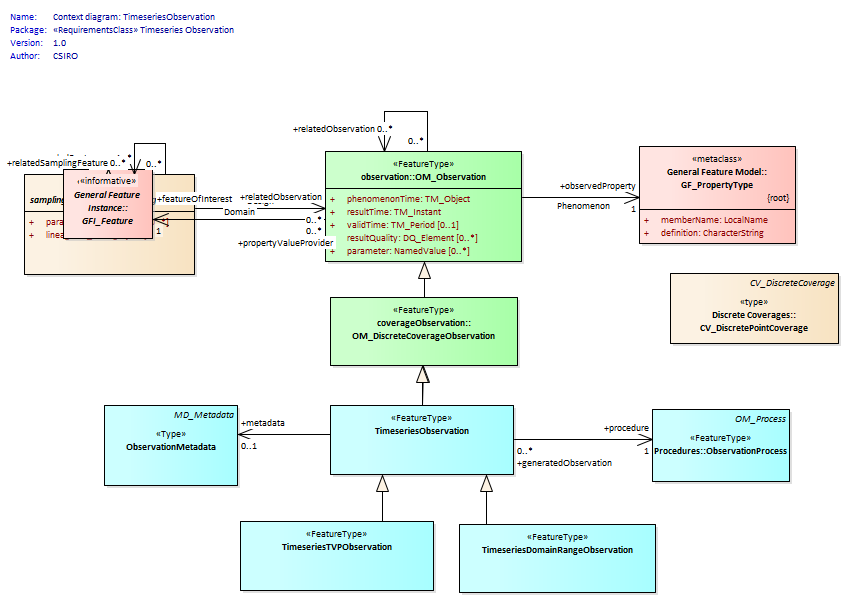 Name: Context diagram: TimeseriesObservation
Package: «RequirementsClass» Timeseries Observation
Version: 1.0
Author: CSIRO
+relatedObservation 0..*
0..*
+relatedSamplingFeature 0..*
0..*
«informative»
General Feature
Instance::
GFI_Feature
+featureOfInterest
Domain
1
+relatedObservation
0..*
0..*
+propertyValueProvider
«FeatureType»
observation::OM_Observation
+ phenomenonTime: TM_Object
+ resultTime: TM_Instant
+ validTime: TM_Period [0..1]
resultQuality: DQ_Element [0..*]
+ parameter: NamedValue [0..*]
+observedProperty
Phenomenon
1
«metaclass»
General Feature Model::
GF_PropertyType
{root}
+ memberName: LocalName
+ definition: CharacterString
CV_DiscreteCoverage
«type»
Discrete Coverages::
CV_DiscretePointCoverage
«FeatureType»
coverageObservation::
OM_DiscreteCoverageObservation
MD_Metadata
«Type»
ObservationMetadata
+metadata
0..1
«FeatureType»
TimeseriesObservation
0..*
+generatedObservation
+procedure
1
OM_Process
«FeatureType»
Procedures::ObservationProcess
«FeatureType»
TimeseriesTVPObservation
«FeatureType»
TimeseriesDomainRangeObservation